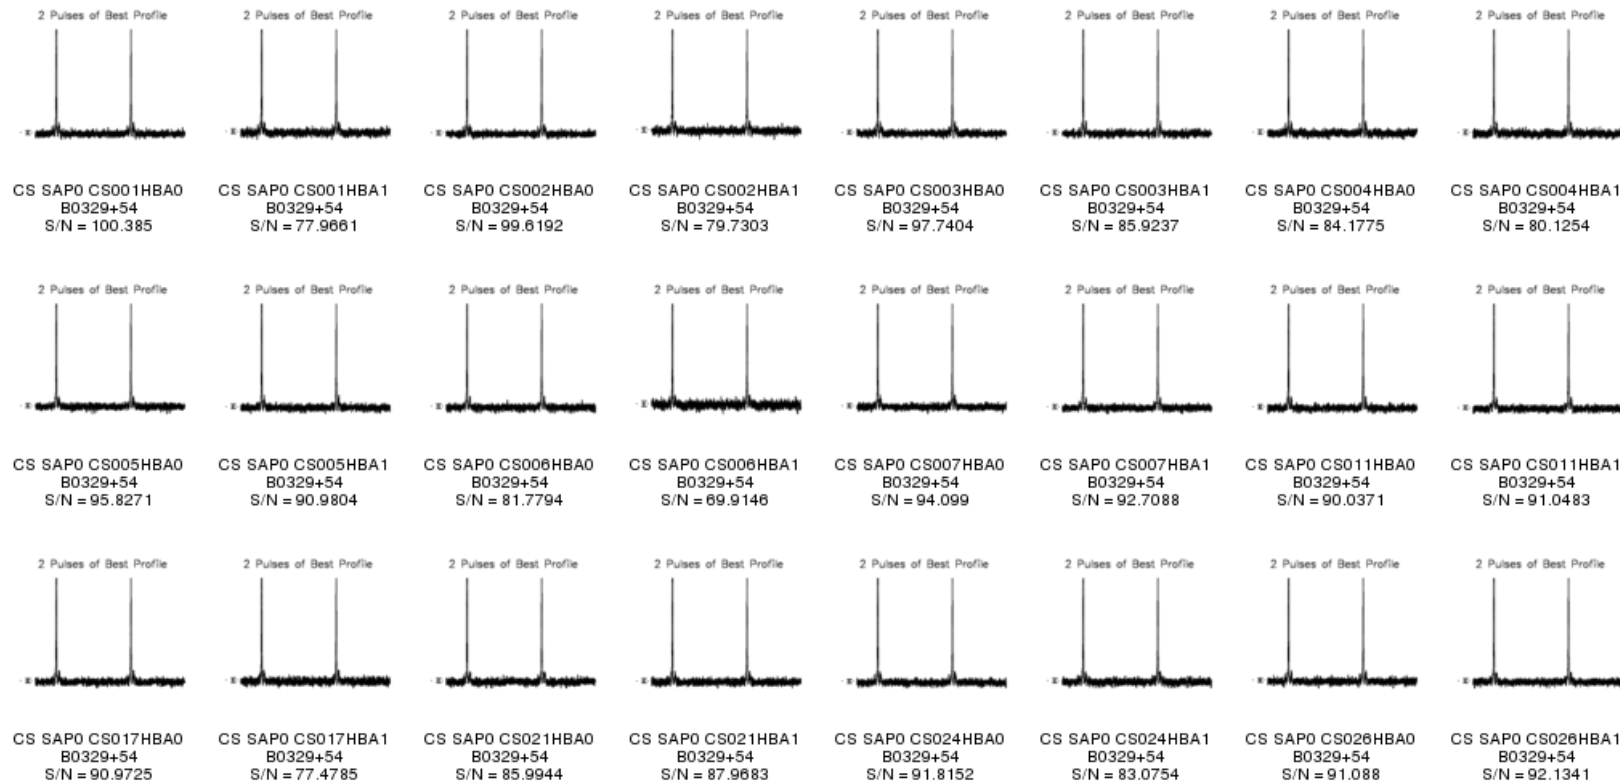 2 Pulses of Best Profile 2 Pulses of Best Profile 2 Pulses of Best Profile 2 Pulses of Best Profile 2 Pulses of Best Profile 2 Pulses of Best Profile 2 Pulses of Best Profile 2 Pulses of Best Profile
CS SAP0 CS001HBA0 CS SAP0 CS001HBA1 CS SAP0 CS002HBA0 CS SAP0 CS002HBA1 CS SAP0 CS003HBA0 CS SAP0 CS003HBA1 CS SAP0 CS004HBA0 CS SAP0 CS004HBA1
B0329+54 B0329+54 B0329+54 B0329+54 B0329+54 B0329+54 B0329+54 B0329+54
S/N = 100.385 S/N = 77.9661 S/N = 99.6192 S/N = 79.7303 S/N = 97.7404 S/N = 85.9237 S/N = 84.1775 S/N = 80.1254
2 Pulses of Best Profile 2 Pulses of Best Profile 2 Pulses of Best Profile 2 Pulses of Best Profile 2 Pulses of Best Profile 2 Pulses of Best Profile 2 Pulses of Best Profile 2 Pulses of Best Profile
CS SAP0 CS005HBA0 CS SAP0 CS005HBA1 CS SAP0 CS006HBA0 CS SAP0 CS006HBA1 CS SAP0 CS007HBA0 CS SAP0 CS007HBA1 CS SAP0 CS011HBA0 CS SAP0 CS011HBA1
B0329+54 B0329+54 B0329+54 B0329+54 B0329+54 B0329+54 B0329+54 B0329+54
S/N = 95.8271 S/N = 90.9804 S/N = 81.7794 S/N = 69.9146 S/N = 94.099 S/N = 92.7088 S/N = 90.0371 S/N = 91.0483
2 Pulses of Best Profile 2 Pulses of Best Profile 2 Pulses of Best Profile 2 Pulses of Best Profile 2 Pulses of Best Profile 2 Pulses of Best Profile 2 Pulses of Best Profile 2 Pulses of Best Profile
CS SAP0 CS017HBA0 CS SAP0 CS017HBA1 CS SAP0 CS021HBA0 CS SAP0 CS021HBA1 CS SAP0 CS024HBA0 CS SAP0 CS024HBA1 CS SAP0 CS026HBA0 CS SAP0 CS026HBA1
B0329+54 B0329+54 B0329+54 B0329+54 B0329+54 B0329+54 B0329+54 B0329+54
S/N = 90.9725 S/N = 77.4785 S/N = 85.9944 S/N = 87.9683 S/N = 91.8152 S/N = 83.0754 S/N = 91.088 S/N = 92.1341